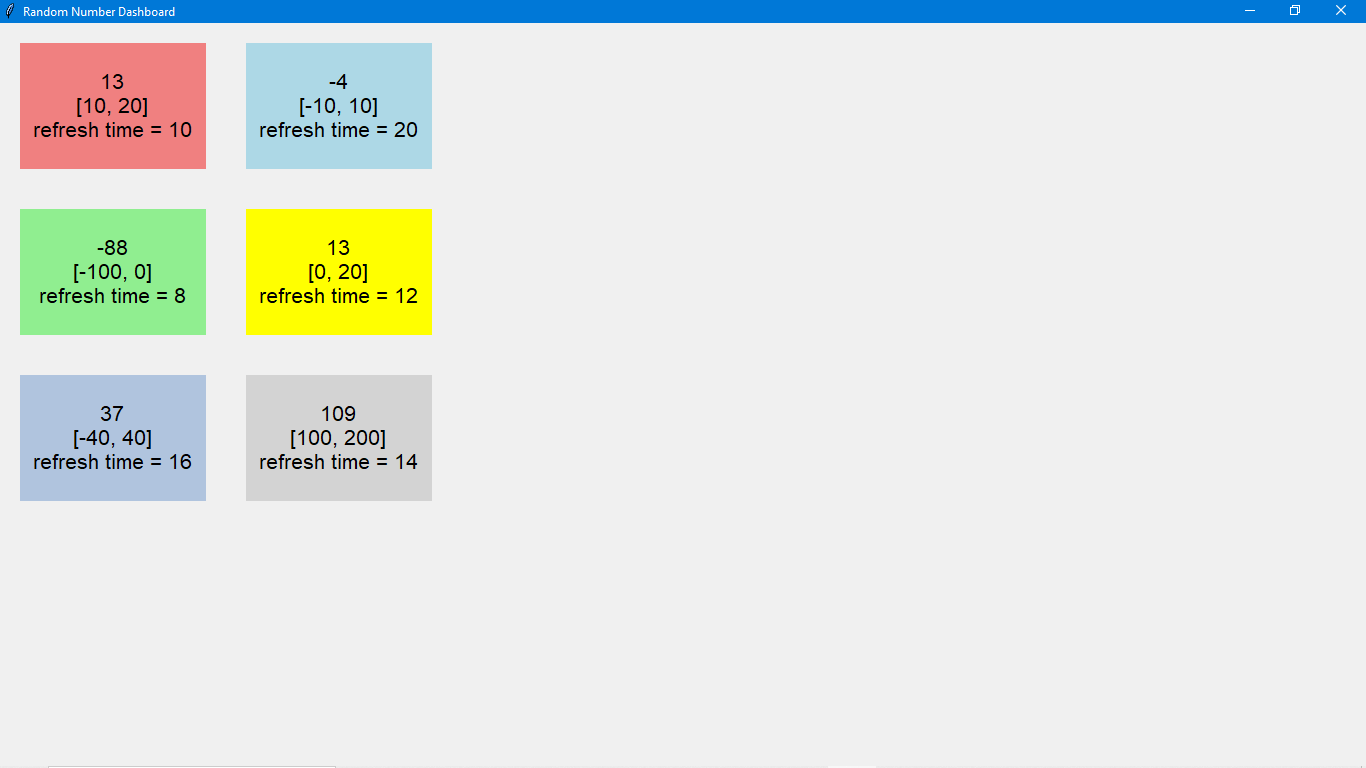 Random Number Dashboard
13
[10, 20]
refresh time = 10
-4
[-10, 10]
refresh time = 20
-88
[-100, 0]
refresh time = 8
13
[0, 20]
refresh time = 12
37
[-40, 40]
refresh time = 16
109
[100, 200]
refresh time = 14